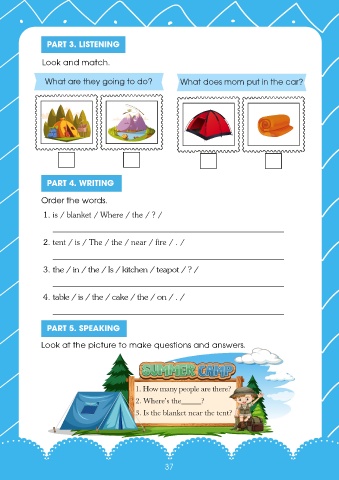 PART 3. LISTENING
Look and match.
What are they going to do?
What does mom put in the car?
PART 4. WRITING
Order the words.
1. is / blanket / Where / the / ? /
2. tent / is / The / the / near / fire / . /
3. the / in / the / Is / kitchen / teapot / ? /
4. table / is / the / cake / the / on / . /
PART 5. SPEAKING
Look at the picture to make questions and answers.
SUMMER CAMP
1. How many people are there?
2. Where's the_____?
3. Is the blanket near the tent?
37